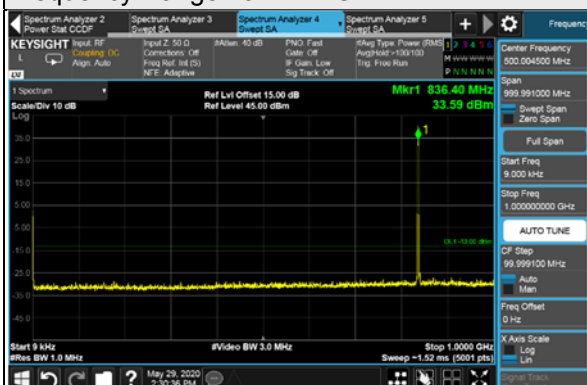 Spectrum Analyzer 2
Power Stat CCDF
Spectrum Analyzer 3
Swept SA
Spectrum Analyzer 4
Swept SA
Spectrum Analyzer 5
Swept SA
+
Frequency
KEYSIGHT
L
Input: RF
Coupling: DC
Align: Auto
Input Z: 50 Ω
Corrections: Off
Freq Ref: Int (S)
NFE: Adaptive
#Atten: 40 dB
PNO: Fast
Gate: Off
IF Gain: Low
Sig Track: Off
#Avg Type: Power (RMS)
Avg|Hold:>100/100
Trig: Free Run
1 2 3 4 5 6
M W W W W W
P N N N N N
1 Spectrum
Scale/Div 10 dB
Log
Ref Lvl Offset 15.00 dB
Ref Level 45.00 dBm
Mkr1 836.40 MHz
33.59 dBm
1
35.0
25.0
15.0
5.00
-5.00
-15.0
-25.0
-35.0
-45.0
DL1 -13.00 dBm
Start 9 kHz
#Res BW 1.0 MHz
#Video BW 3.0 MHz
Stop 1.0000 GHz
Sweep ~1.52 ms (5001 pts)
May 29, 2020
2:30:36 PM
Center Frequency
500.004500 MHz
Span
999.991000 MHz
Swept Span
Zero Span
Full Span
Start Freq
9.000 kHz
Stop Freq
1.000000000 GHz
AUTO TUNE
CF Step
99.999100 MHz
Auto
Man
Freq Offset
0 Hz
X Axis Scale
Log
Lin
Signal Track